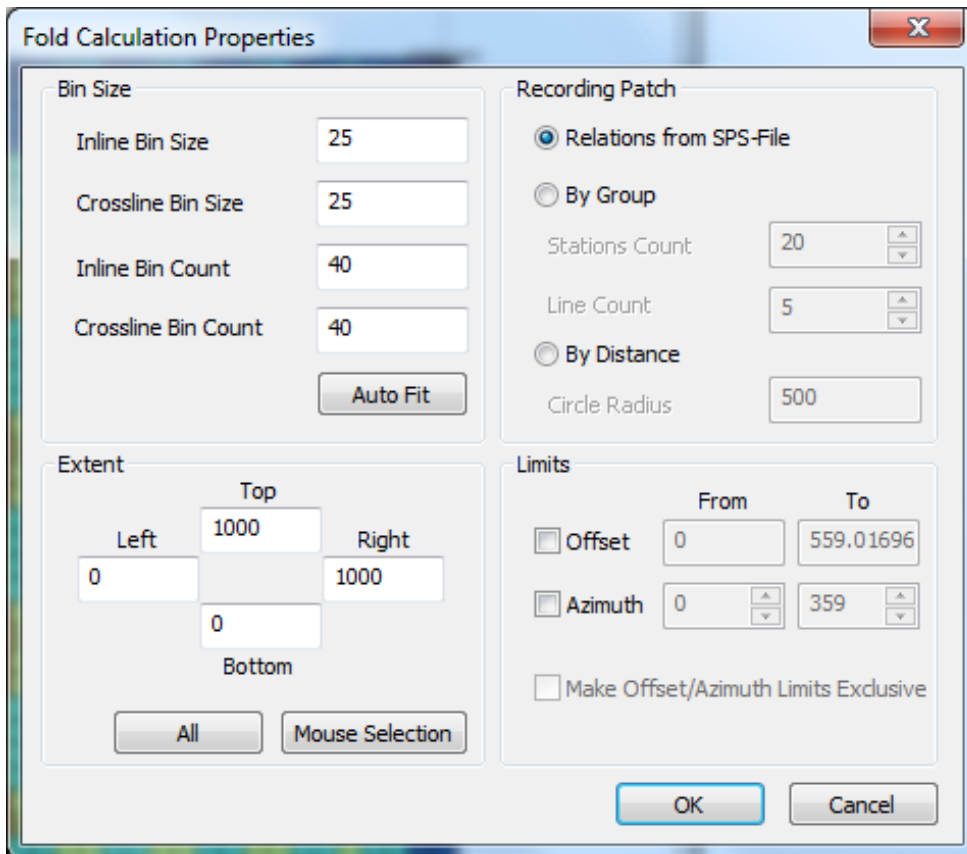 Fold Calculation Properties
Bin Size
Inline Bin Size 25
Crossline Bin Size 25
Inline Bin Count 40
Crossline Bin Count 40
Auto Fit
Recording Patch
Relations from SPS-File
By Group
Stations Count 20
Line Count 5
By Distance
Circle Radius 500
Extent
Top
Left 1000 Right
0 1000
0
Bottom
All Mouse Selection
Limits
From To
Offset 0 559.01696
Azimuth 0 359
Make Offset/Azimuth Limits Exclusive
OK Cancel